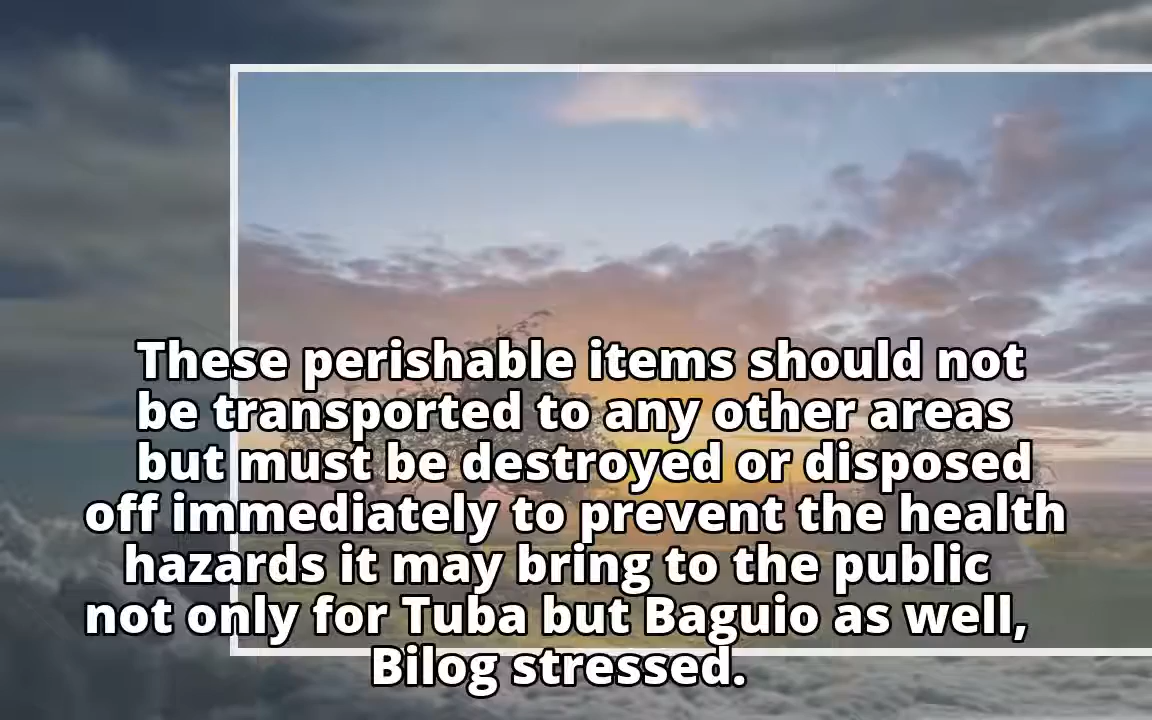 These perishable items should not
be transported to any other areas
but must be destroyed or disposed
off immediately to prevent the health
hazards it may bring to the public
not only for Tuba but Baguio as well,
Bilog stressed.